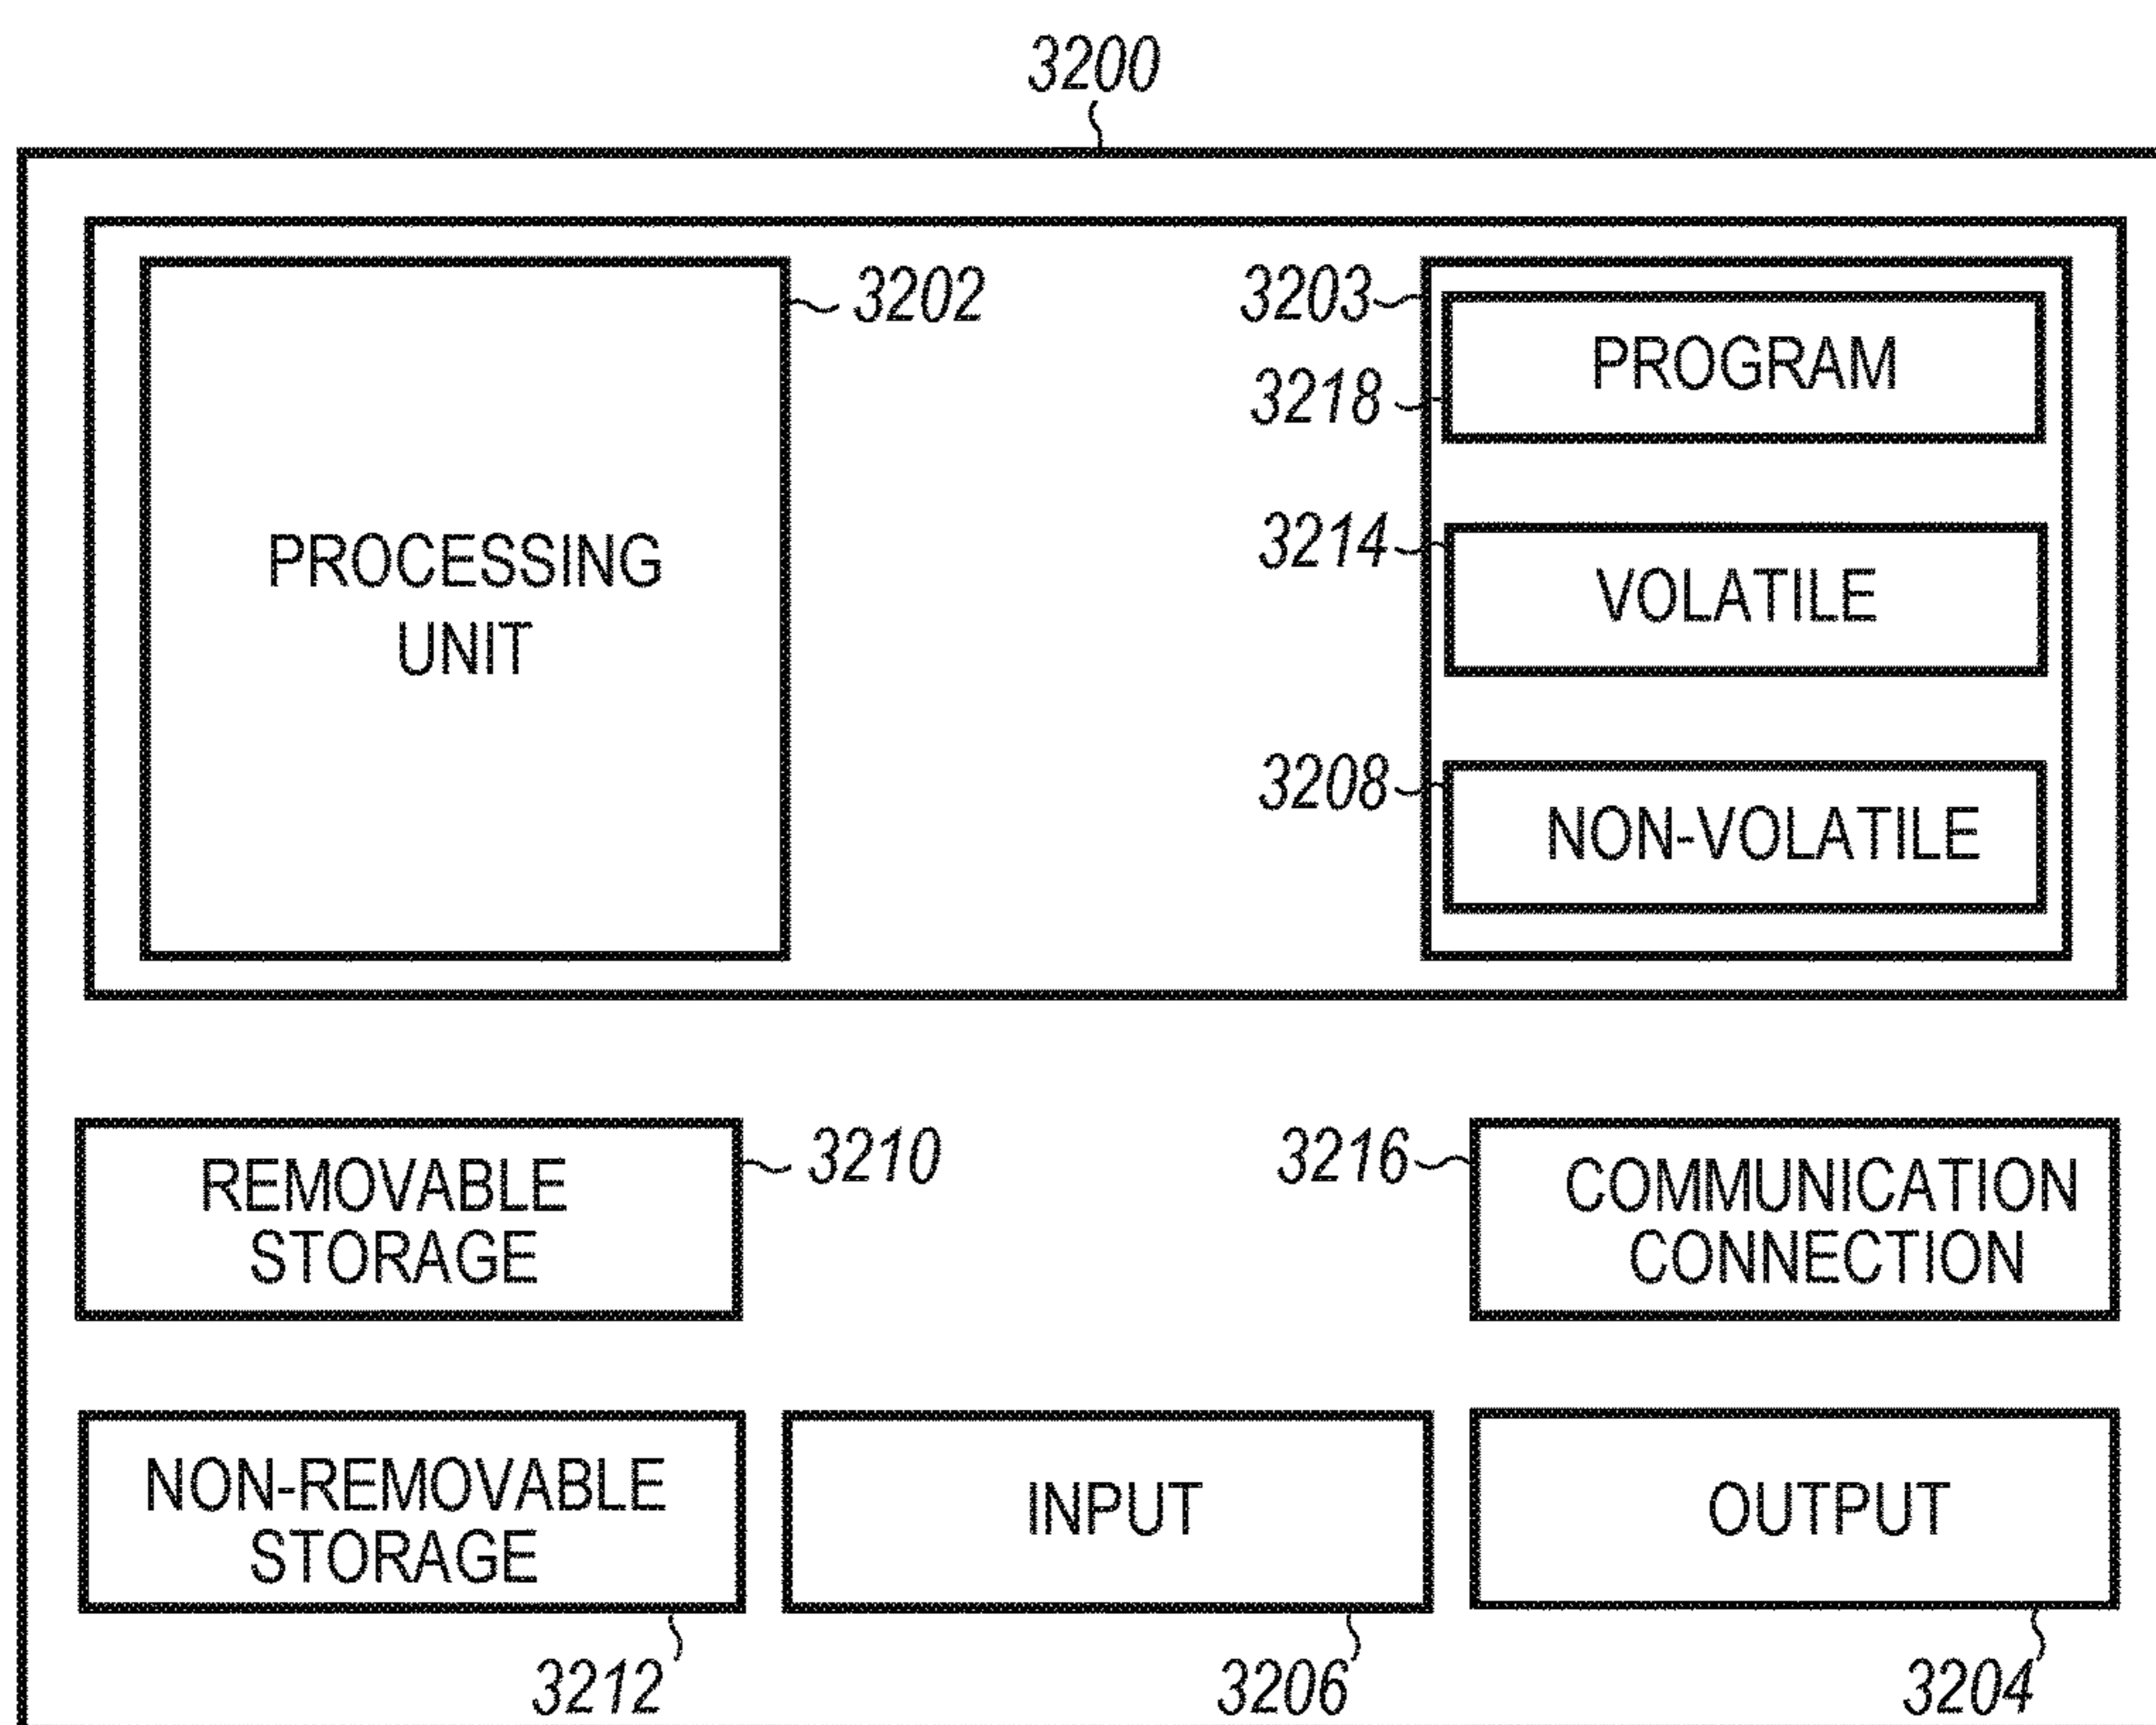 3200
3202
3203
PROGRAM
3218
PROCESSING
UNIT
3214
VOLATILE
3208
NON-VOLATILE
REMOVABLE
STORAGE
3210
3216
COMMUNICATION
CONNECTION
NON-REMOVABLE
STORAGE
INPUT
OUTPUT
3212
3206
3204